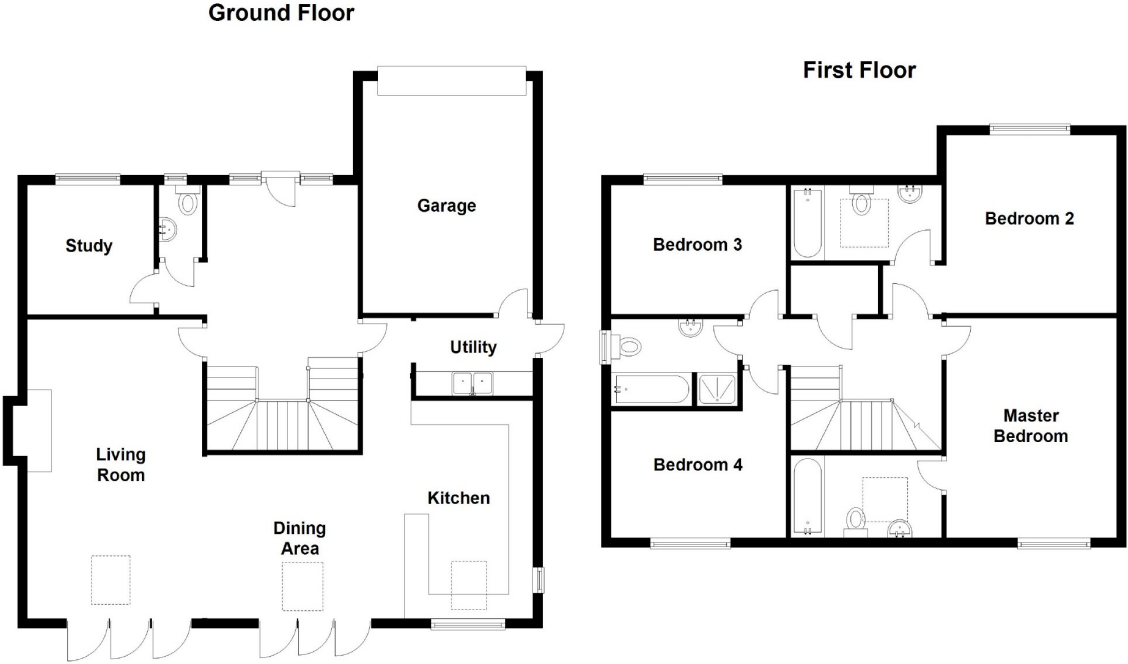 Ground Floor
Study
Garage
Utility
Living
Room
Kitchen
Dining
Area
First Floor
Bedroom 3
Bedroom 2
Master
Bedroom
Bedroom 4